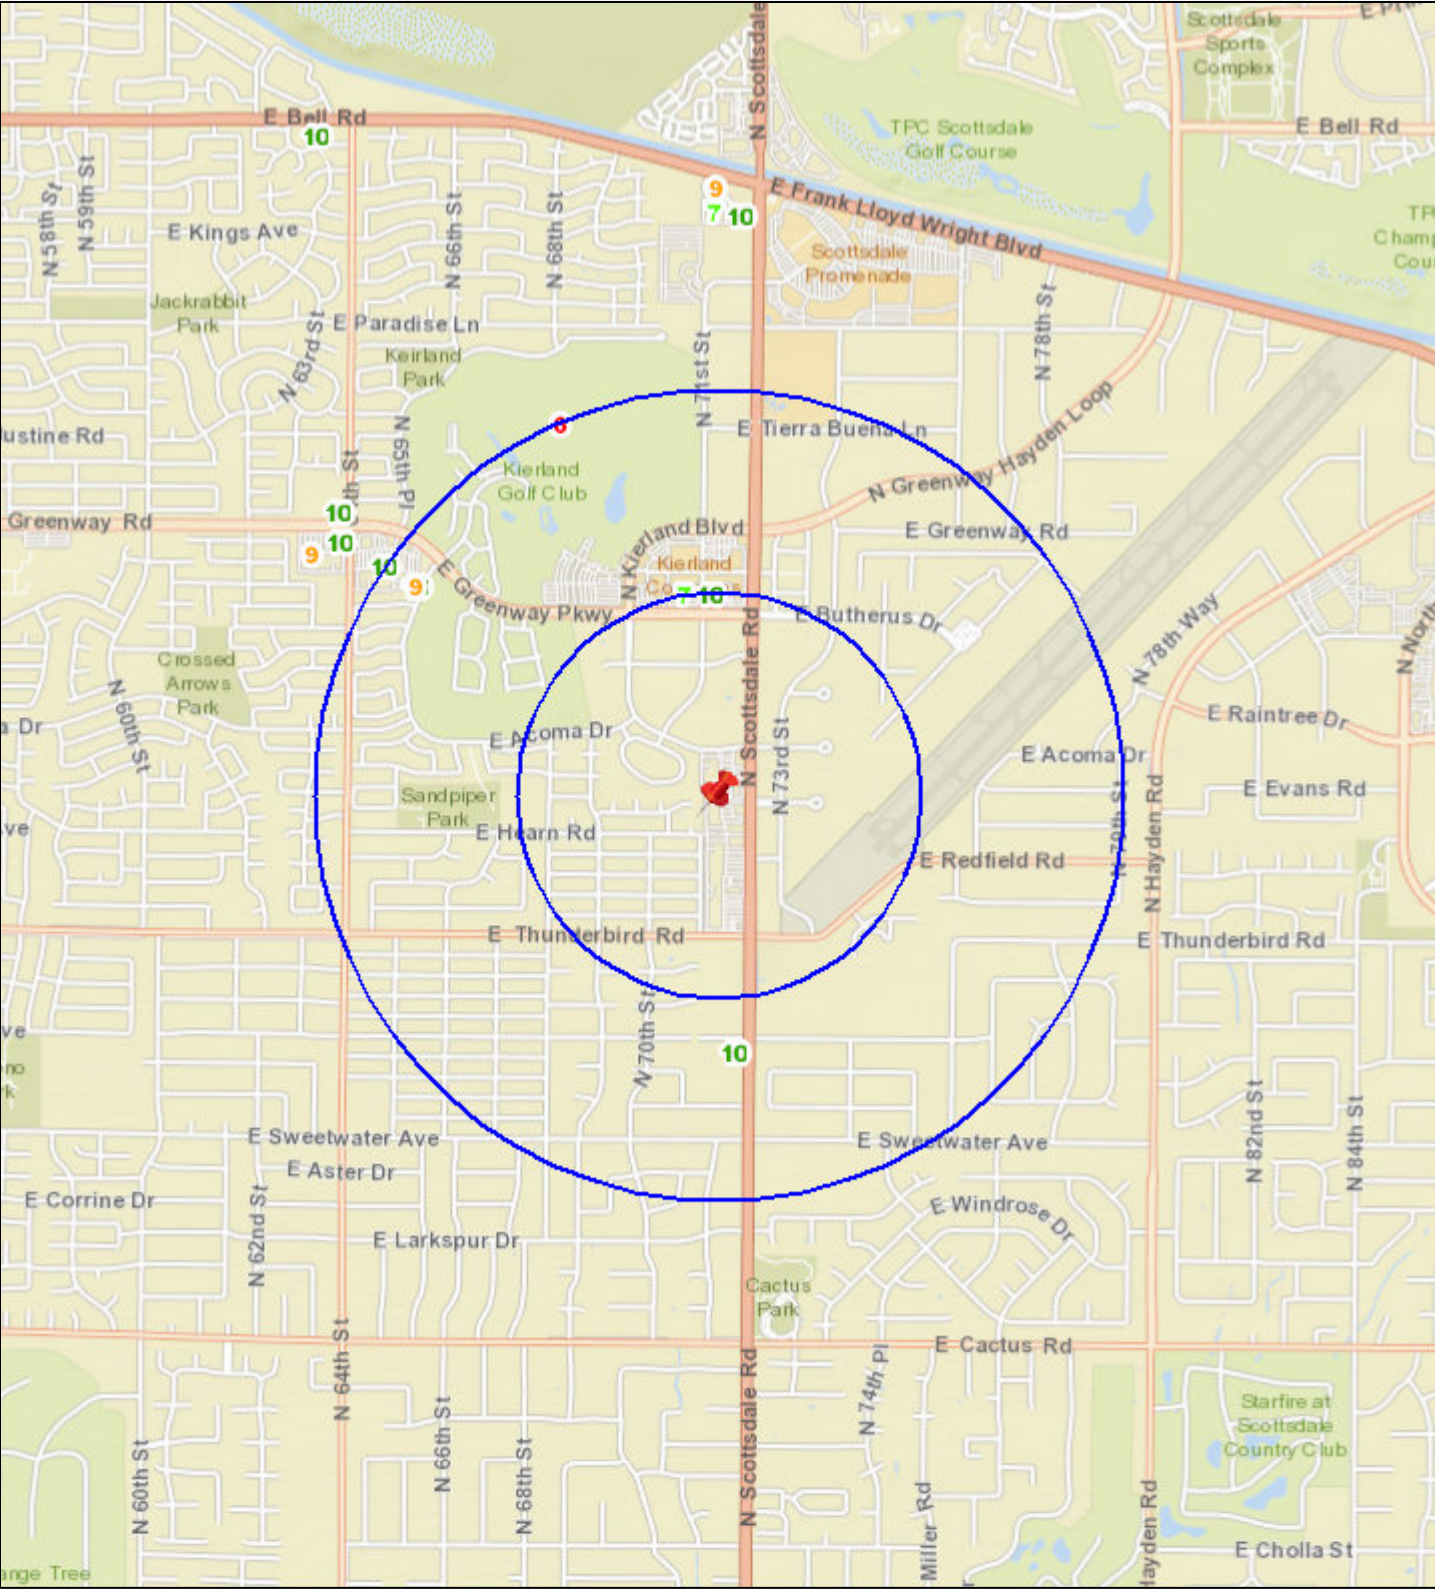 Scottsdale
Sports
Complex
N Scottsdale
E Bell Rd
10
TPC Scottsdale
Golf Course
E Bell Rd
N 58th St
N 59th St
N 66th St
N 68th St
9
7
10
E Frank Lloyd Wright Blvd
E Kings Ave
Scottsdale
Promenade
Jackrabbit
Park
N 63rd St
E Paradise Ln
Keirland
Park
N 71st St
N 78th St
N 65th Pl
E Tierra Buena Ln
N Greenway Hayden Loop
Kierland
Golf Club
10
Greenway Rd
10
9
10
9
N Kierland Blvd
E Greenway Rd
Kierland
7
10
E Greenway Pkwy
E Butherus Dr
N 78th Way
Crossed
Arrows
Park
N 60th St
N Scottsdale Rd
E Raintree Dr
E Acoma Dr
N 73rd St
E Acoma Dr
Sandpiper
Park
E Evans Rd
E Hearn Rd
N 79th St
N Hayden Rd
E Redfield Rd
E Thunderbird Rd
E Thunderbird Rd
N 70th St
10
N 82nd St
N 84th St
E Sweetwater Ave
E Sweetwater Ave
E Aster Dr
E Corrine Dr
N 62nd St
E Windrose Dr
E Larkspur Dr
Cactus
Park
N 64th St
E Cactus Rd
N Scottsdale Rd
N 74th Pl
N 60th St
N 66th St
N 68th St
Miller Rd
Hayden Rd
Starfire at
Scottsdale
Country Club
E Cholla St
ange Tree